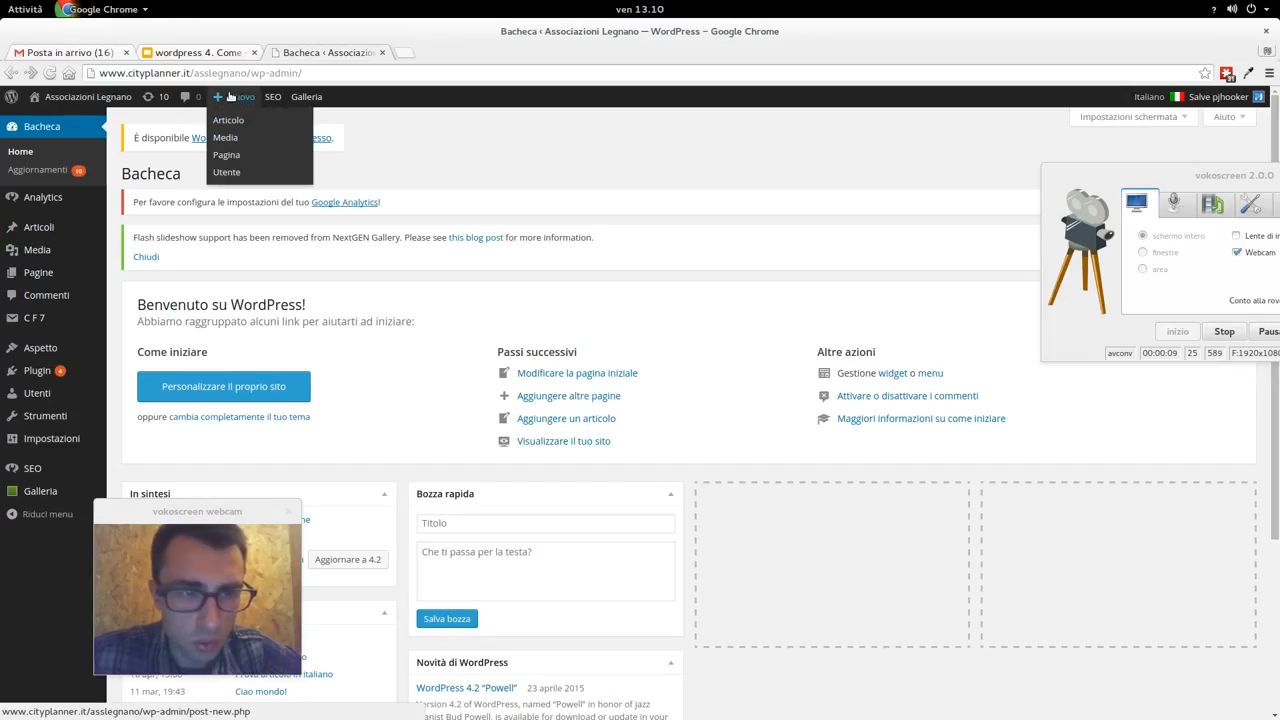 Attività
Google Chrome
ven 13.10
Bacheca ‹ Associazioni Legnano — WordPress – Google Chrome
Posta in arrivo (16)
wordpress 4. Come
Bacheca ‹ Associazio
www.cityplanner.it/asslegnano/wp-admin/
Associazioni Legnano
10
0
SEO
Galleria
Italiano
Salve pjhooker
Articolo
Media
Pagina
Utente
Bacheca
Home
Aggiornamenti 10
Analytics
Articoli
Media
Pagine
Commenti
C F 7
Aspetto
Plugin 4
Utenti
Strumenti
Impostazioni
SEO
Galleria
Riduci menu
Impostazioni schermata
Aiuto
È disponibile
Bacheca
Per favore configura le impostazioni del tuo Google Analytics!
Flash slideshow support has been removed from NextGEN Gallery. Please see this blog post for more information.
Chiudi
Benvenuto su WordPress!
Abbiamo raggruppato alcuni link per aiutarti ad iniziare:
Come iniziare
Personalizzare il proprio sito
oppure cambia completamente il tuo tema
Passi successivi
Modificare la pagina iniziale
Aggiungere altre pagine
Aggiungere un articolo
Visualizzare il tuo sito
Altre azioni
Gestione widget o menu
Attivare o disattivare i commenti
Maggiori informazioni su come iniziare
vokoscreen 2.0.0
schermo intero
finestre
area
Lente di in
Webcam
Conto alla rov
inizio
Stop
Paus
avconv
00:00:09
25
589
F:1920x1080
In sintesi
Aggiornare a 4.2
vokoscreen webcam
Prova articolo in italiano
11 mar, 19:43
Ciao mondo!
Bozza rapida
Titolo
Che ti passa per la testa?
Salva bozza
Novità di WordPress
WordPress 4.2 “Powell” 23 aprile 2015
Version 4.2 of WordPress, named “Powell” in honor of jazz
pianist Bud Powell, is available for download or update in your
www.cityplanner.it/asslegnano/wp-admin/post-new.php